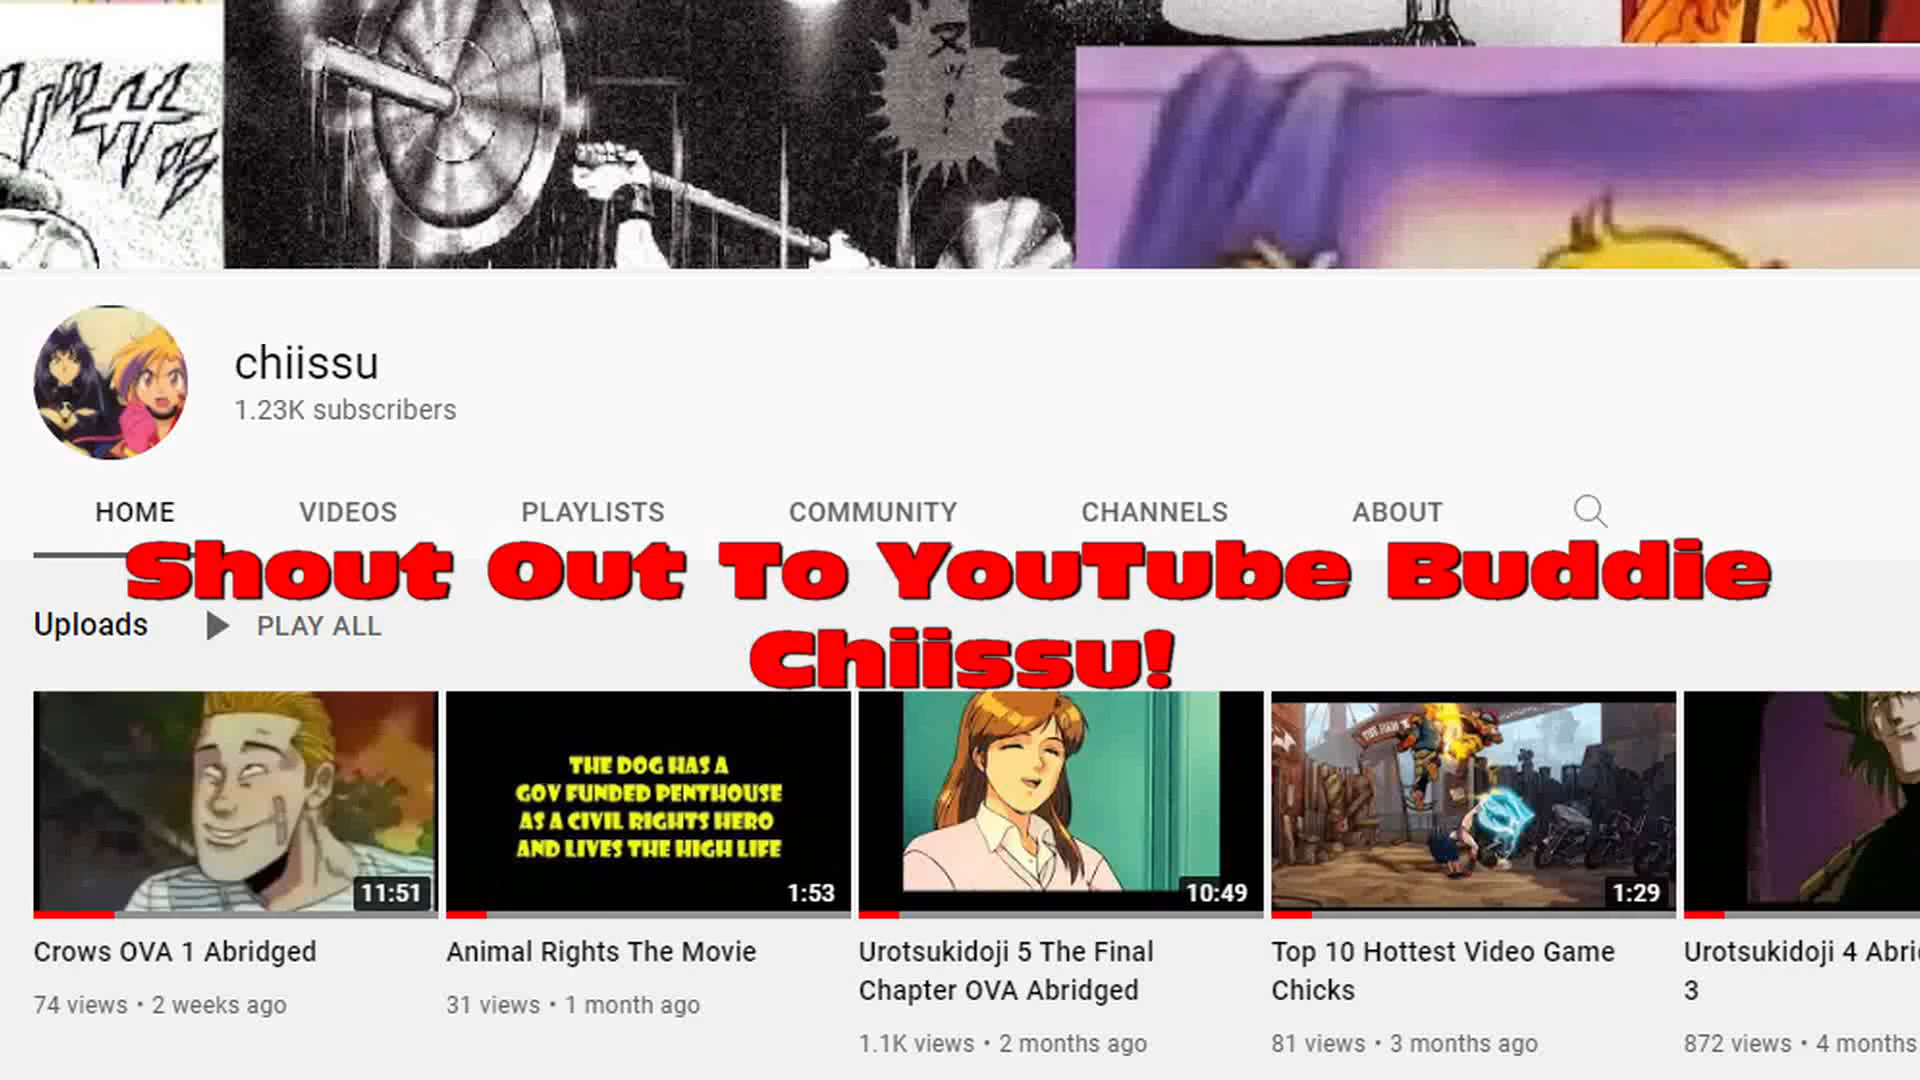 ヌッ!
chiissu
1.23K subscribers
HOME VIDEOS PLAYLISTS COMMUNITY CHANNELS ABOUT
Shout Out To YouTube Buddie
Chiissu!
Uploads PLAY ALL
THE DOG HAS A
GOV FUNDED PENTHOUSE
AS A CIVIL RIGHTS HERO
AND LIVES THE HIGH LIFE
11:51
1:53
10:49
1:29
Crows OVA 1 Abridged
74 views • 2 weeks ago
Animal Rights The Movie
31 views • 1 month ago
Urotsukidoji 5 The Final
Chapter OVA Abridged
1.1K views • 2 months ago
Top 10 Hottest Video Game
Chicks
81 views • 3 months ago
Urotsukidoji 4 Abri
3
872 views • 4 months